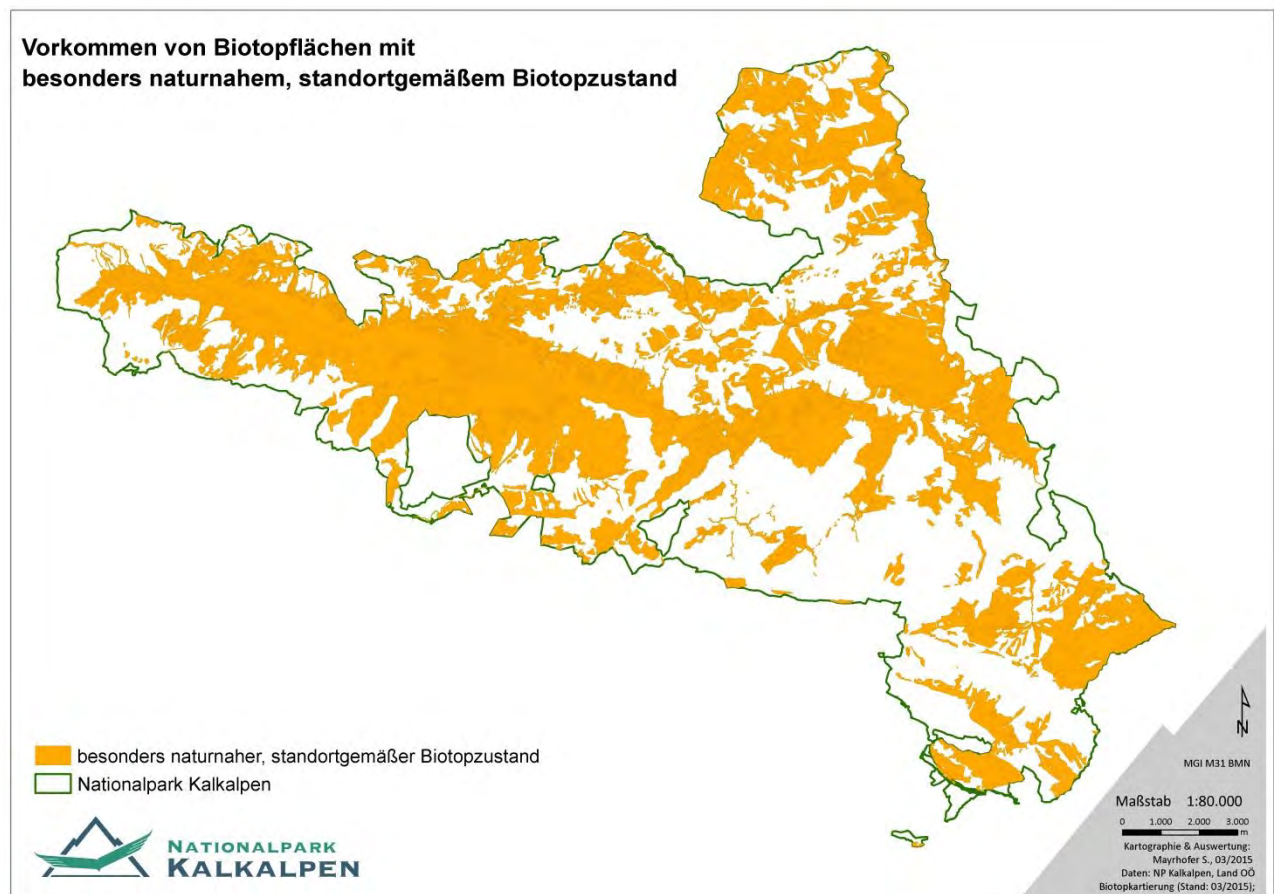 Vorkommen von Biotopflächen mit
besonders naturnahem, standortgemäßem Biotopzustand
besonders naturnaher, standortgemäßer Biotopzustand
Nationalpark Kalkalpen
NATIONALPARK
KALKALPEN
N
MGI M31 BMN
Maßstab 1:80.000
0 1.000 2.000 3.000
m
Kartographie & Auswertung:
Mayrhofer S., 03/2015
Daten: NP Kalkalpen, Land OÖ
Biotopkartierung (Stand: 03/2015);